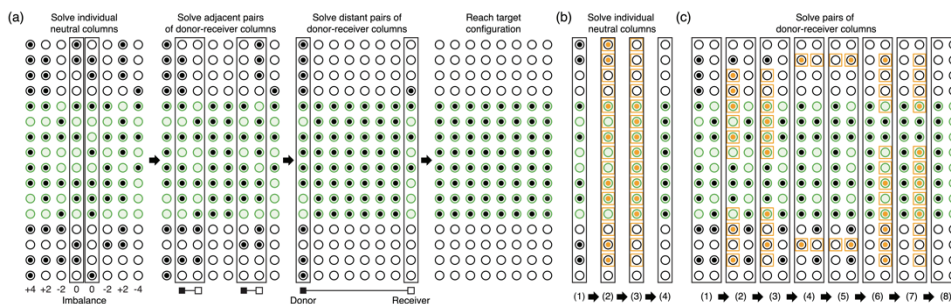 (a)
Solve individual
neutral columns
Solve adjacent pairs
of donor-receiver columns
Solve distant pairs of
donor-receiver columns
Reach target
configuration
(b)
Solve individual
neutral columns
(c)
Solve pairs of
donor-receiver columns
+4 +2 -2 0 0 -2 +2 -4
Imbalance
Donor
Receiver
(1) (2) (3) (4)
(1) (2) (3) (4) (5) (6) (7) (8)